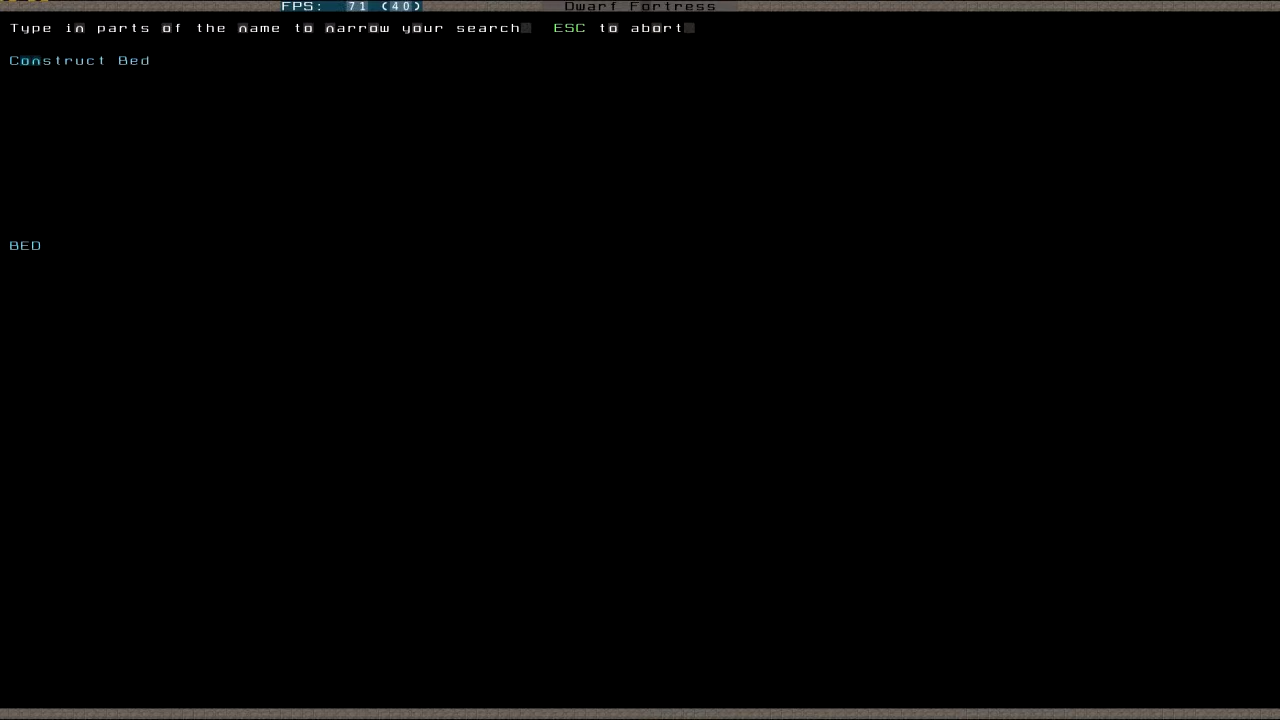 FPS: 71 (40) Dwarf Fortress
Type in parts of the name to narrow your search. ESC to abort.
Construct Bed
BED